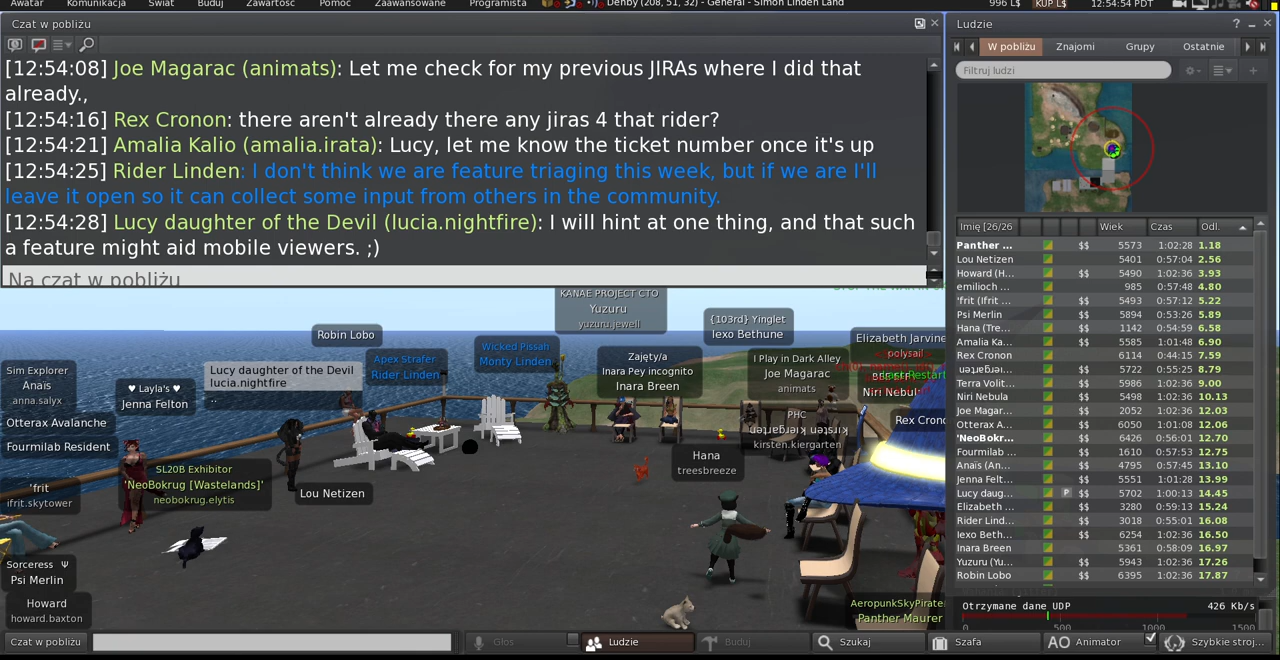 Awatar Komunikacja Świat Buduj Zawartość Pomoc Zaawansowane Programista Denby (208, 51, 32) - General - Simon Linden Land 996 L$ KUP L$ 12:54:54 PDT
Czat w pobliżu
[12:54:08] Joe Magarac (animats): Let me check for my previous JIRAs where I did that
already.,
[12:54:16] Rex Cronon: there aren't already there any jiras 4 that rider?
[12:54:21] Amalia Kalio (amalia.irata): Lucy, let me know the ticket number once it's up
[12:54:25] Rider Linden: I don't think we are feature triaging this week, but if we are I'll
leave it open so it can collect some input from others in the community.
[12:54:28] Lucy daughter of the Devil (lucia.nightfire): I will hint at one thing, and that such
a feature might aid mobile viewers. ;)
Na czat w pobliżu
KANAE PROJECT CTO
Yuzuru
yuzuru.jewell
{103rd} Yinglet
Iexo Bethune
Robin Lobo
Wicked Pissah
Monty Linden
Apex Strafer
Rider Linden
Zajęty/a
Inara Pey incognito
Inara Breen
I Play in Dark Alley
Joe Magarac
animats
Elizabeth Jarvine
polysail
Niri Nebula
Sim Explorer
Anaïs
anna.salyx
♥ Layla's ♥
Jenna Felton
Lucy daughter of the Devil
lucia.nightfire
..
Otterax Avalanche
Fourmilab Resident
PHC
kirsten.kiergarten
Rex Crono
Hana
treesbreeze
SL20B Exhibitor
'NeoBokrug [Wastelands]'
neobokrug.elytis
Lou Netizen
'frit
ifrit.skytower
Sorceress Ψ
Psi Merlin
Howard
howard.baxton
AeropunkSkyPirate
Panther Maurer
Czat w pobliżu
Głos
Ludzie
Buduj
Szukaj
Szafa
AO Animator
Szybkie stroj...
Ludzie
? _ ×
W pobliżu Znajomi Grupy Ostatnie
Filtruj ludzi
Imię [26/26 Wiek Czas Odl.
Panther ... $$ 5573 1:02:28 1.18
Lou Netizen 5401 0:57:04 2.56
Howard (H... $$ 5490 1:02:36 3.93
emilioch ... 985 0:57:48 4.80
'frit (Ifrit ... $$ 5493 0:57:12 5.22
Psi Merlin $$ 5894 0:53:26 5.89
Hana (Tre... $$ 1142 0:54:59 6.58
Amalia Ka... $$ 5585 1:01:48 6.90
Rex Cronon 6114 0:44:15 7.59
$$ 5722 0:55:25 8.79
Terra Volit... $$ 5986 1:02:36 9.00
Niri Nebula $$ 5498 1:02:36 10.13
Joe Magar... $$ 2052 1:02:36 12.03
Otterax A... $$ 6050 1:01:08 12.06
'NeoBokr... $$ 6426 0:56:01 12.70
Fourmilab ... $$ 1610 0:57:53 12.75
Anaïs (An... $$ 4795 0:57:45 13.10
Jenna Felt... $$ 5551 1:01:28 13.99
Lucy daug... P $$ 5702 1:00:13 14.45
Elizabeth ... $$ 3280 0:59:13 15.24
Rider Lind... $$ 3018 0:55:01 16.08
Iexo Beth... $$ 6254 1:02:36 16.50
Inara Breen 5361 0:58:09 16.97
Yuzuru (Yu... $$ 5943 1:02:36 17.26
Robin Lobo $$ 6395 1:02:36 17.87
Otrzymane dane UDP 426 Kb/s
0 500 1000 1500